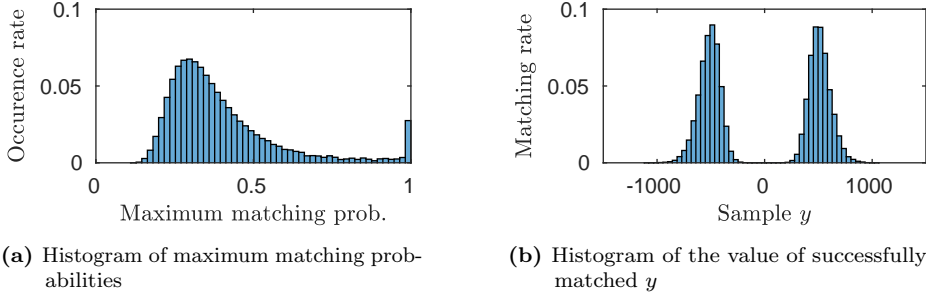 0.1
0.05
0
Occurence rate
0
0.5
1
Maximum matching prob.
(a) Histogram of maximum matching prob-
abilities
0.1
0.05
0
Matching rate
-1000
0
1000
Sample y
(b) Histogram of the value of successfully
matched y